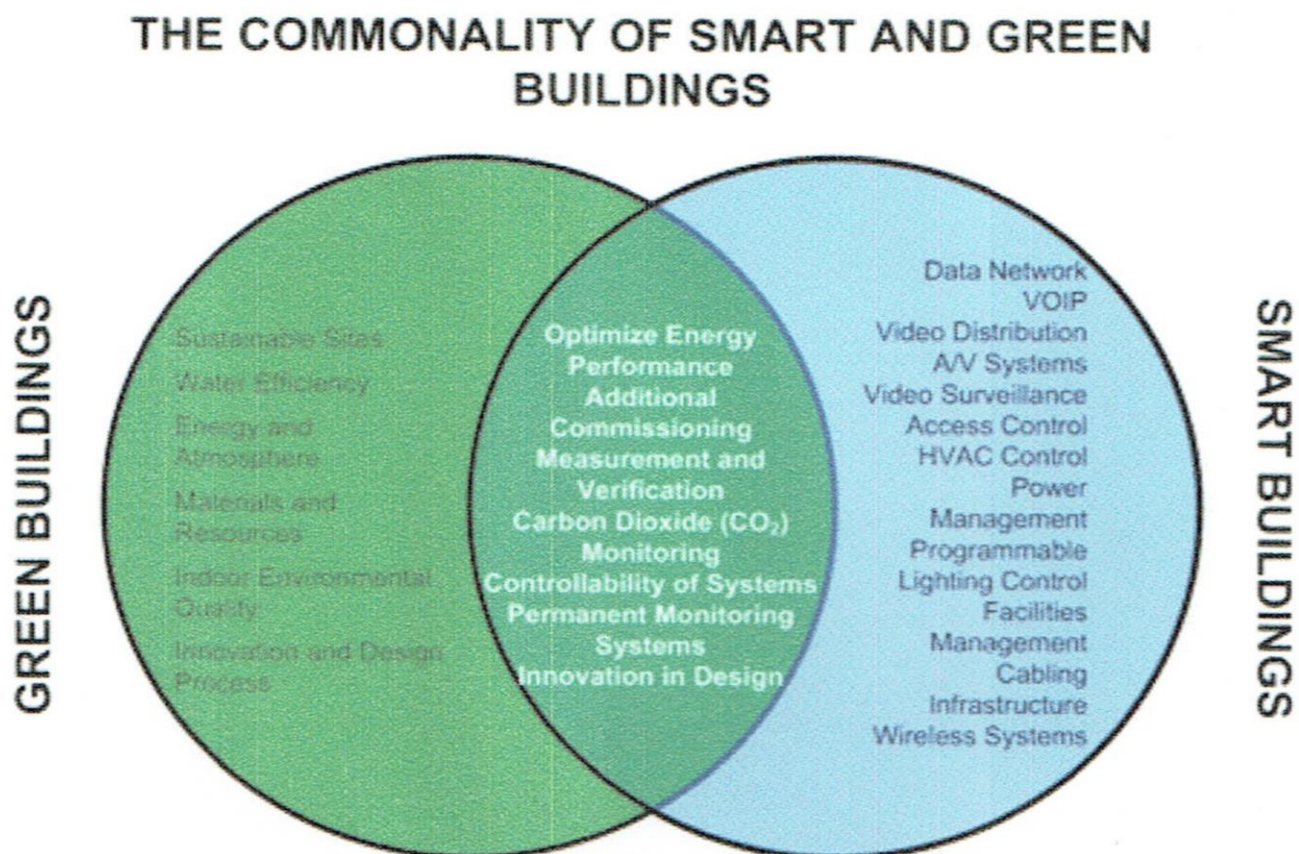 THE COMMONALITY OF SMART AND GREEN
BUILDINGS
GREEN BUILDINGS
Sustainable Sites
Water Efficiency
Energy and
Atmosphere
Materials and
Resources
Indoor Environmental
Quality
Innovation and Design
Process
Optimize Energy
Performance
Additional
Commissioning
Measurement and
Verification
Carbon Dioxide (CO₂)
Monitoring
Controllability of Systems
Permanent Monitoring
Systems
Innovation in Design
Data Network
VOIP
Video Distribution
A/V Systems
Video Surveillance
Access Control
HVAC Control
Power
Management
Programmable
Lighting Control
Facilities
Management
Cabling
Infrastructure
Wireless Systems
SMART BUILDINGS